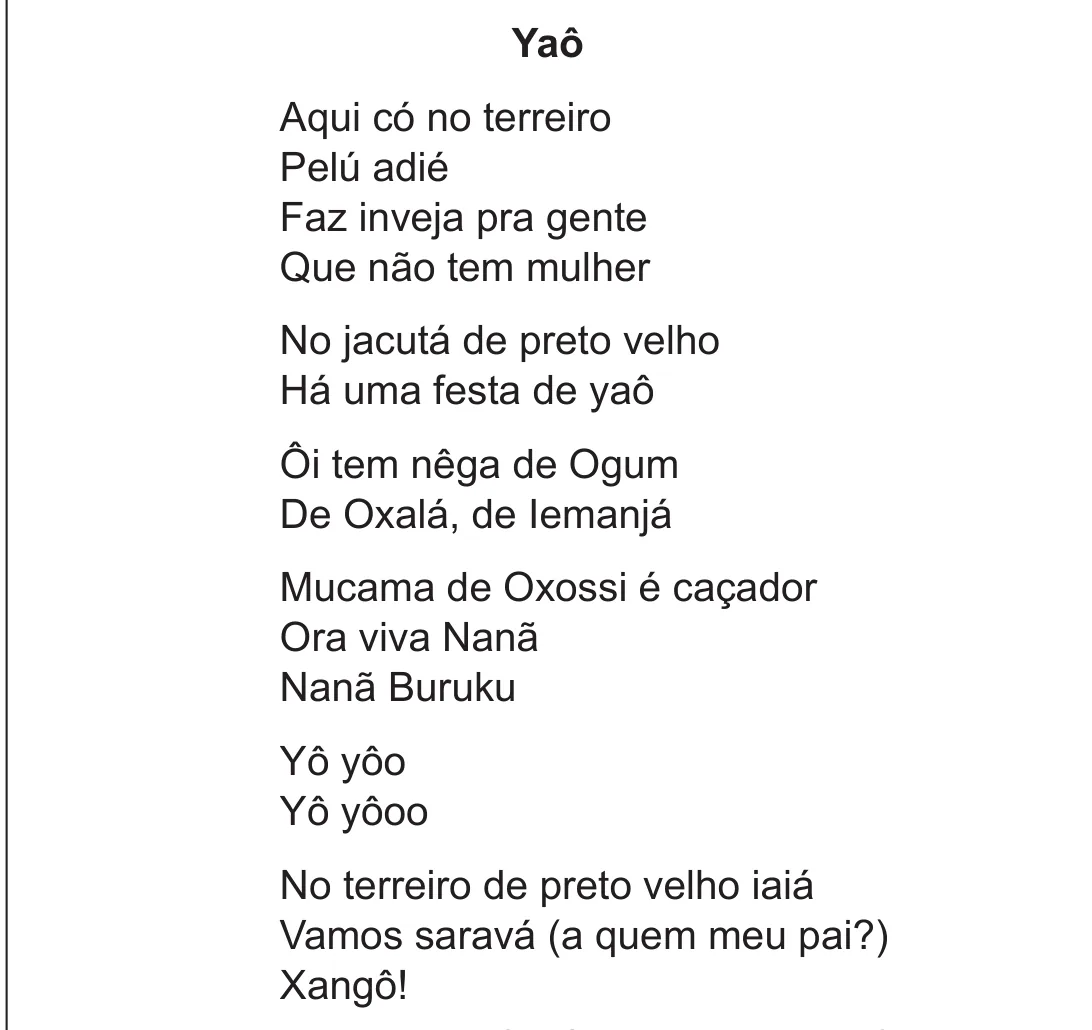 Yaô
Aqui có no terreiro
Pelú adié
Faz inveja pra gente
Que não tem mulher
No jacutá de preto velho
Há uma festa de yaô
Ôi tem nêga de Ogum
De Oxalá, de Iemanjá
Mucama de Oxossi é caçador
Ora viva Nanã
Nanã Buruku
Yô yôo
Yô yôoo
No terreiro de preto velho iaiá
Vamos saravá (a quem meu pai?)
Xangô!